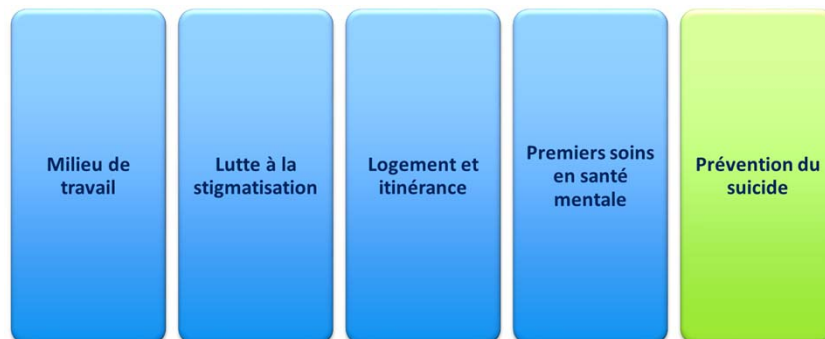 Milieu de
travail
Lutte à la
stigmatisation
Logement et
itinérance
Premiers soins
en santé
mentale
Prévention du
suicide